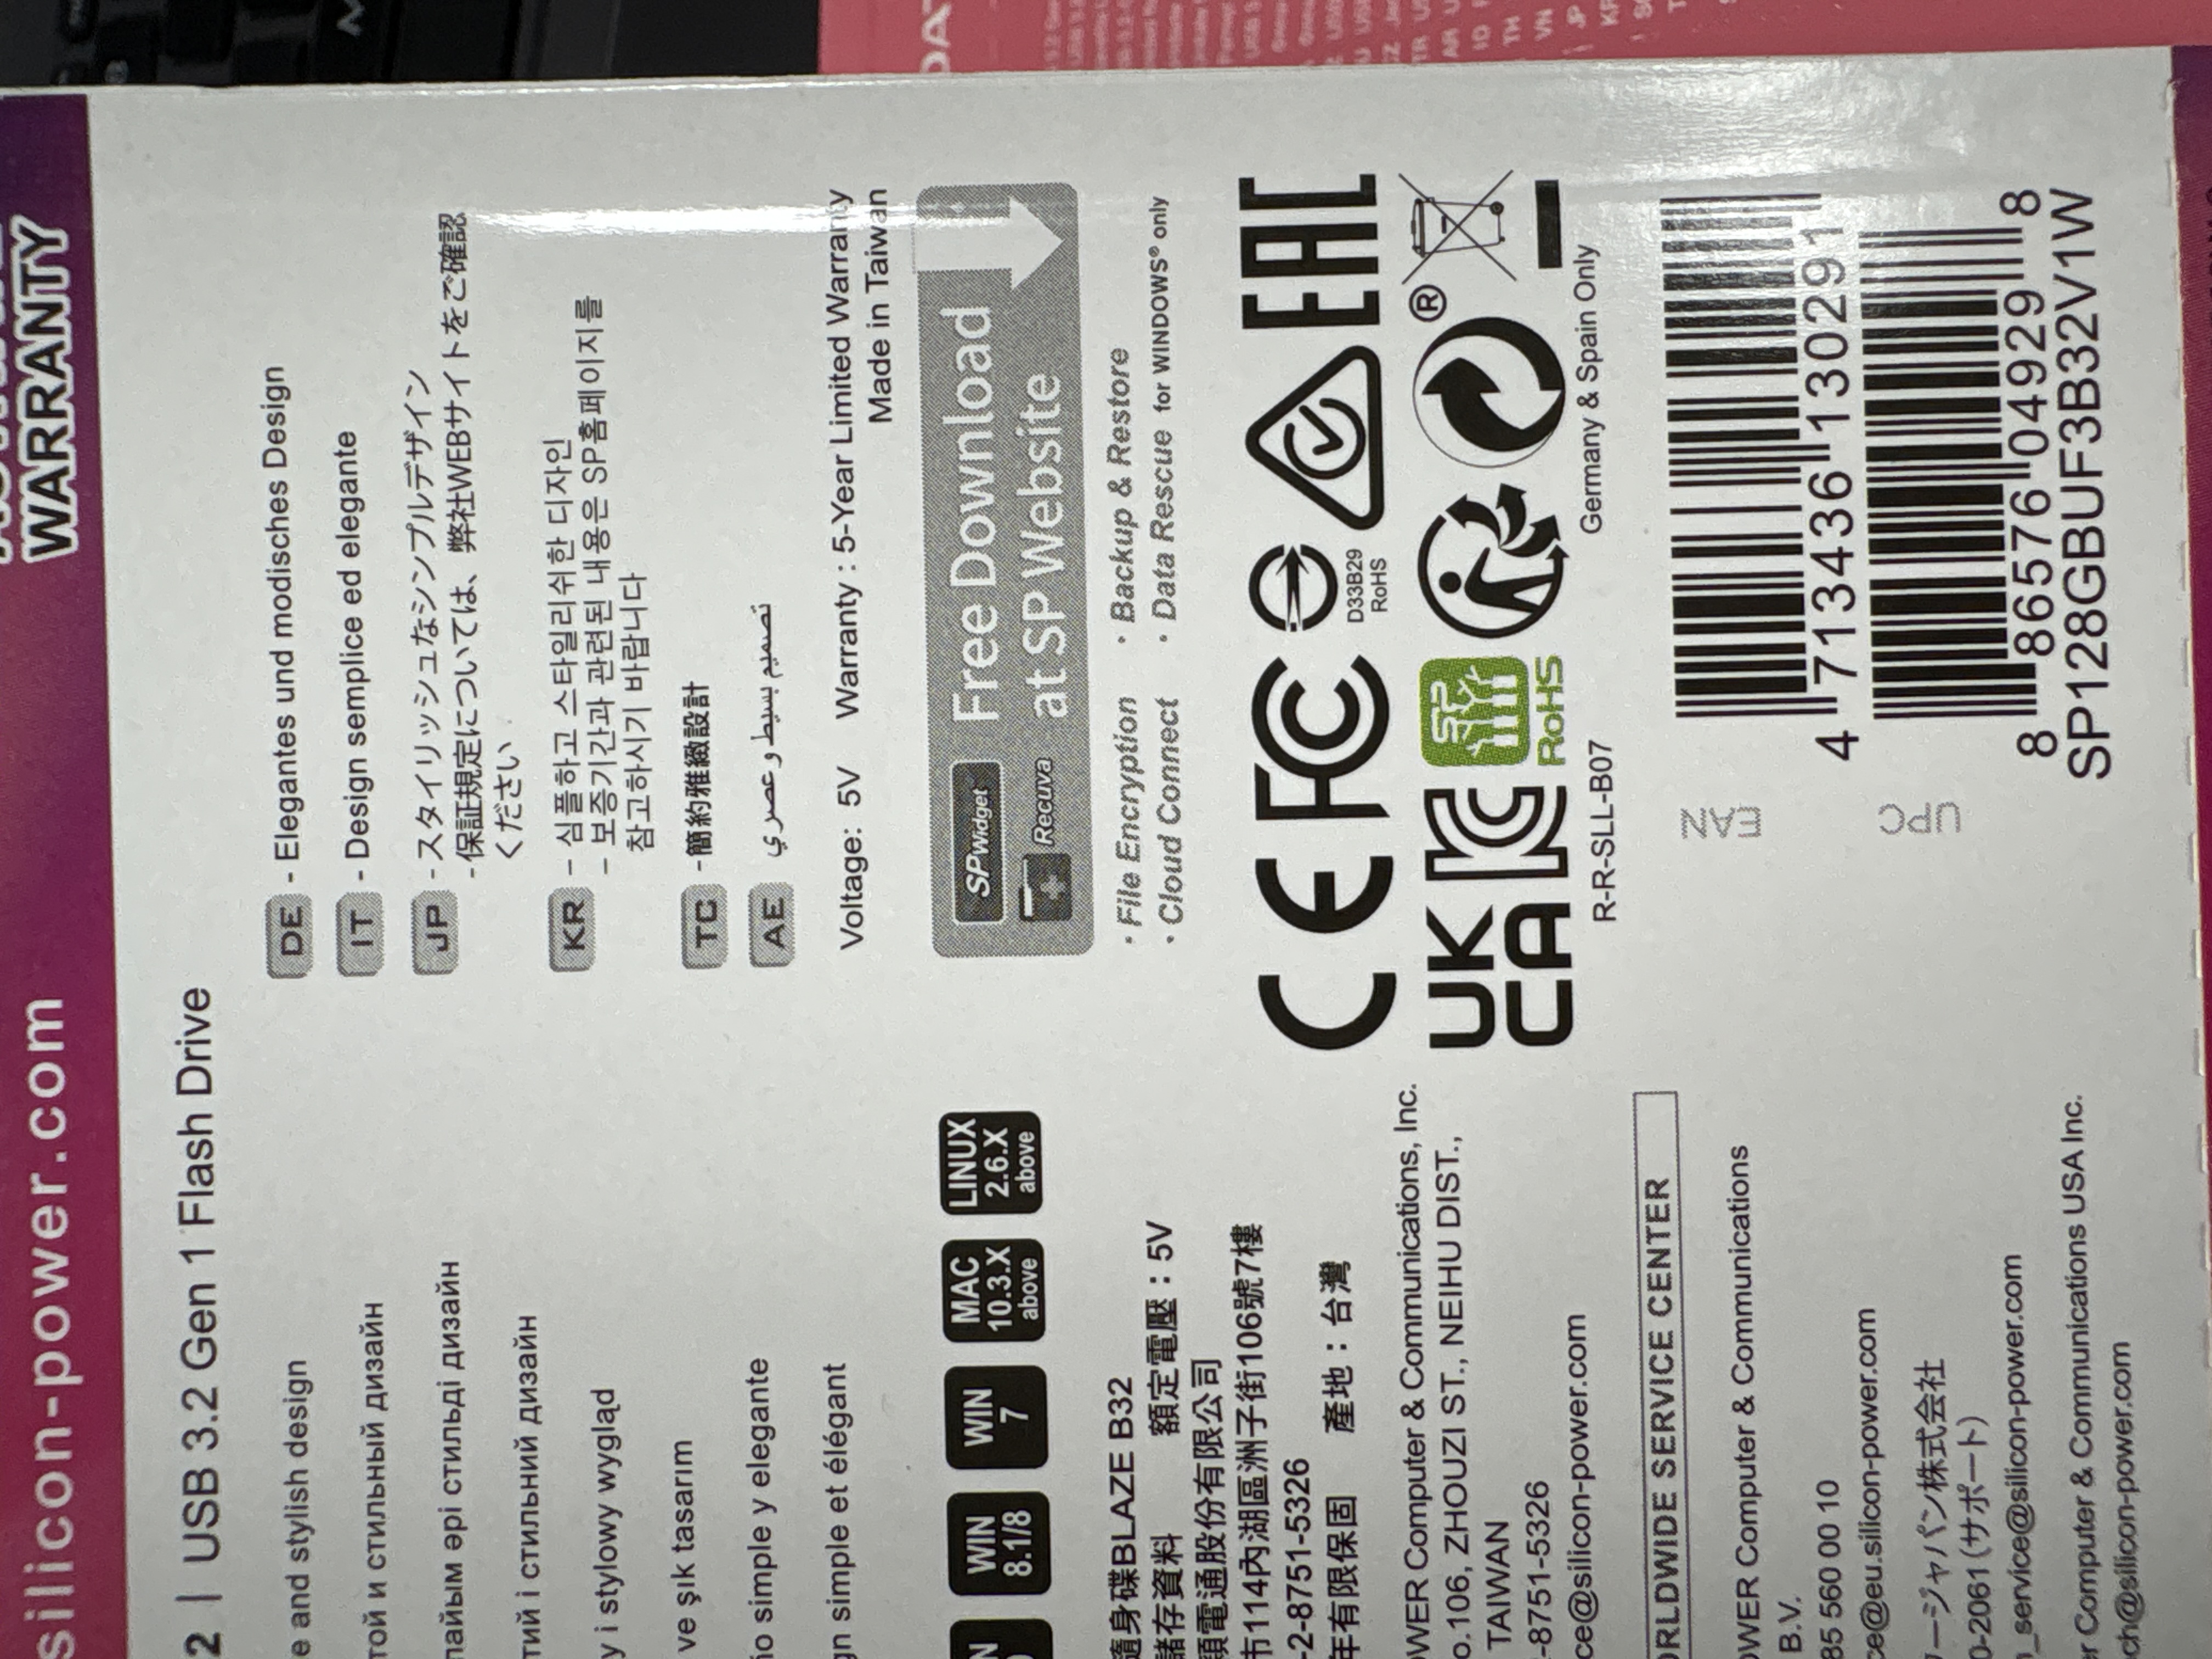 WARRANTY
silicon-power.com
2 | USB 3.2 Gen 1 Flash Drive
e and stylish design
той и стильный дизайн
пайым әрі стильді дизайн
тий і стильний дизайн
y i stylowy wygląd
ve şık tasarım
ño simple y elegante
gn simple et élégant
DE - Elegantes und modisches Design
IT - Design semplice ed elegante
JP - スタイリッシュなシンプルデザイン
- 保証規定については、弊社WEBサイトをご確認
ください
KR - 심플하고 스타일리쉬한 디자인
- 보증기간과 관련된 내용은 SP홈페이지를
참고하시기 바랍니다
TC - 簡約雅緻設計
AE تصميم بسيط و عصري
Voltage: 5V Warranty : 5-Year Limited Warranty
Made in Taiwan
SPWidget
Recuva
Free Download
at SP Website
· File Encryption · Backup & Restore
· Cloud Connect · Data Rescue for WINDOWS® only
WIN
8.1/8
WIN
7
MAC
10.3.X
above
LINUX
2.6.X
above
隨身碟BLAZE B32
儲存資料 額定電壓：5V
電通股份有限公司
市114內湖區洲子街106號7樓
-2-8751-5326
年有限保固 產地：台灣
OWER Computer & Communications, Inc.
o.106, ZHOUZI ST., NEIHU DIST.,
TAIWAN
-8751-5326
ce@silicon-power.com
CE FC
D33B29
RoHS
EAC
UK
CA
RoHS
®
R-R-SLL-B07
Germany & Spain Only
ORLDWIDE SERVICE CENTER
OWER Computer & Communications
B.V.
85 560 00 10
ce@eu.silicon-power.com
ワージャパン株式会社
0-2061 (サポート)
_service@silicon-power.com
er Computer & Communications USA Inc.
ch@silicon-power.com
EAN
4 713436 130291
UPC
8 86576 04929 8
SP128GBUF3B32V1W
DAT